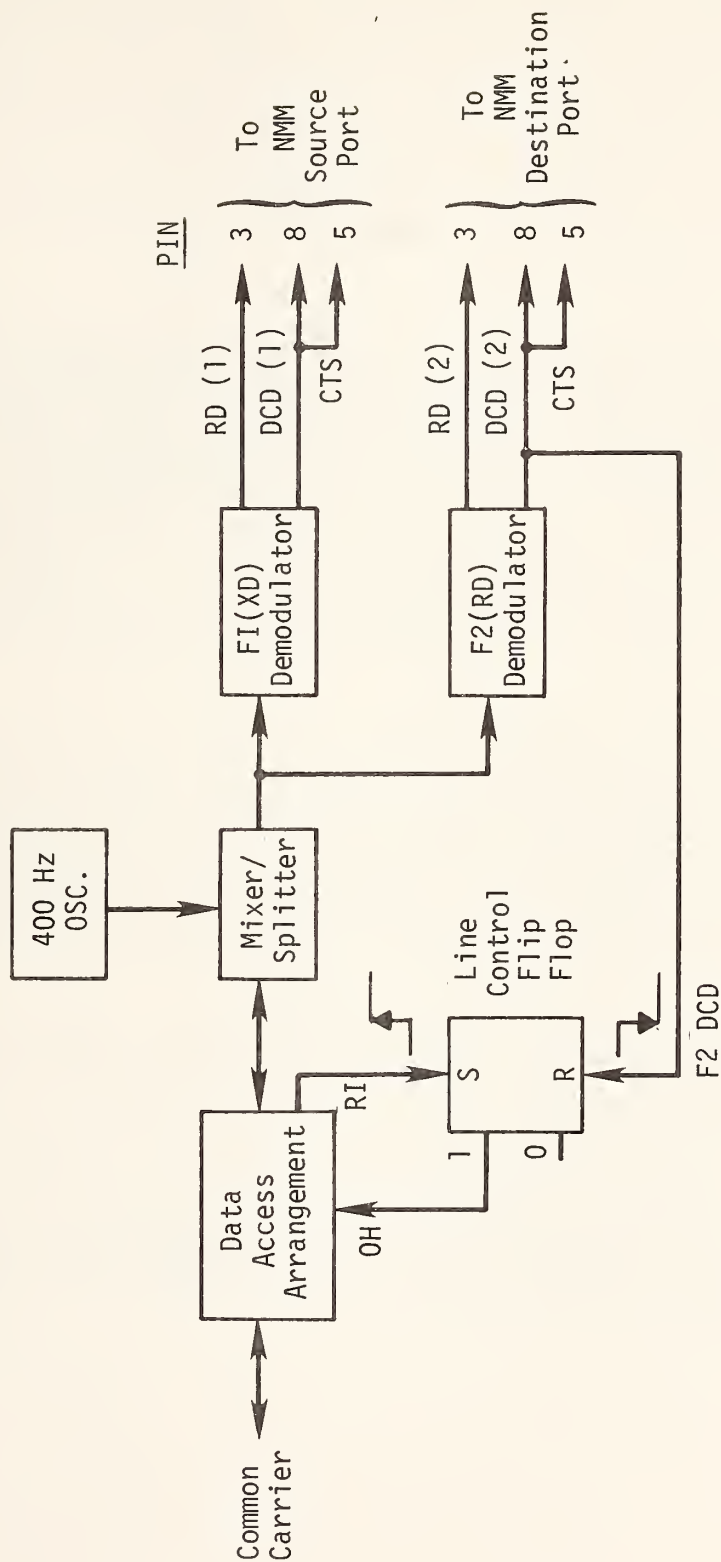 400 Hz
OSC.
Common
Carrier
Data
Access
Arrangement
Mixer/
Splitter
RI
OH
1
0
S
R
Line
Control
Flip
Flop
F2 DCD
FI(XD)
Demodulator
F2(RD)
Demodulator
PIN
RD (1)
3
DCD (1)
8
CTS
5
To
NMM
Source
Port
RD (2)
3
DCD (2)
8
CTS
5
To
NMM
Destination
Port